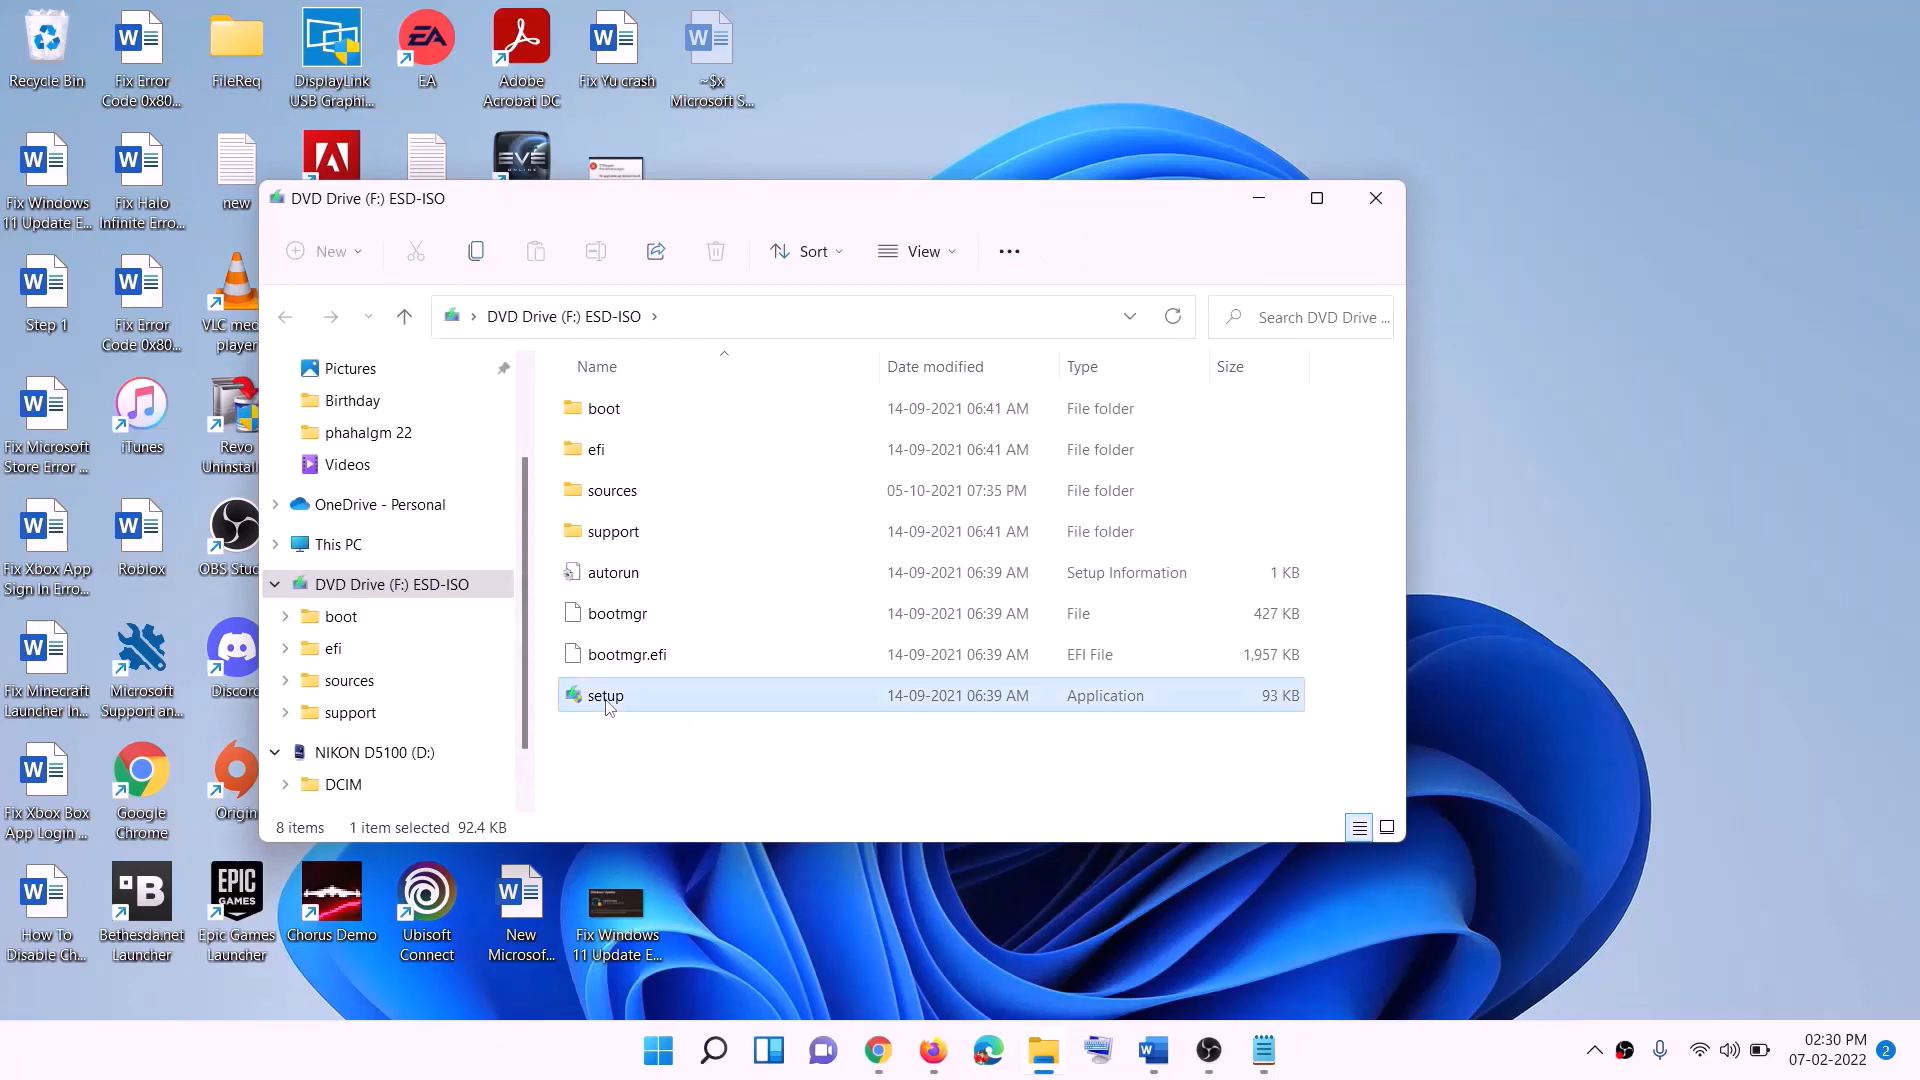 Recycle Bin
Fix Error
Code 0x80...
FileReq
DisplayLink
USB Graphi...
EA
Adobe
Acrobat DC
Fix Yu crash
~$x
Microsoft S...
Fix Windows
11 Update E...
Fix Halo
Infinite Erro...
new
EVE
ONLINE
Step 1
Fix Error
Code 0x80...
VLC med
player
Fix Microsoft
Store Error ...
iTunes
Revo
Uninstall
Fix Xbox App
Sign In Erro...
Roblox
OBS Stud
Fix Minecraft
Launcher In...
Microsoft
Support an...
Discord
Fix Xbox Box
App Login ...
Google
Chrome
Origin
How To
Disable Ch...
Bethesda.net
Launcher
EPIC
GAMES
Epic Games
Launcher
Chorus Demo
Ubisoft
Connect
New
Microsof...
Fix Windows
11 Update E...
DVD Drive (F:) ESD-ISO
New
Sort
View
DVD Drive (F:) ESD-ISO
Search DVD Drive ...
Pictures
Birthday
phahalgm 22
Videos
OneDrive - Personal
This PC
DVD Drive (F:) ESD-ISO
boot
efi
sources
support
NIKON D5100 (D:)
DCIM
Name Date modified Type Size
boot 14-09-2021 06:41 AM File folder
efi 14-09-2021 06:41 AM File folder
sources 05-10-2021 07:35 PM File folder
support 14-09-2021 06:41 AM File folder
autorun 14-09-2021 06:39 AM Setup Information 1 KB
bootmgr 14-09-2021 06:39 AM File 427 KB
bootmgr.efi 14-09-2021 06:39 AM EFI File 1,957 KB
setup 14-09-2021 06:39 AM Application 93 KB
8 items 1 item selected 92.4 KB
02:30 PM
07-02-2022
2